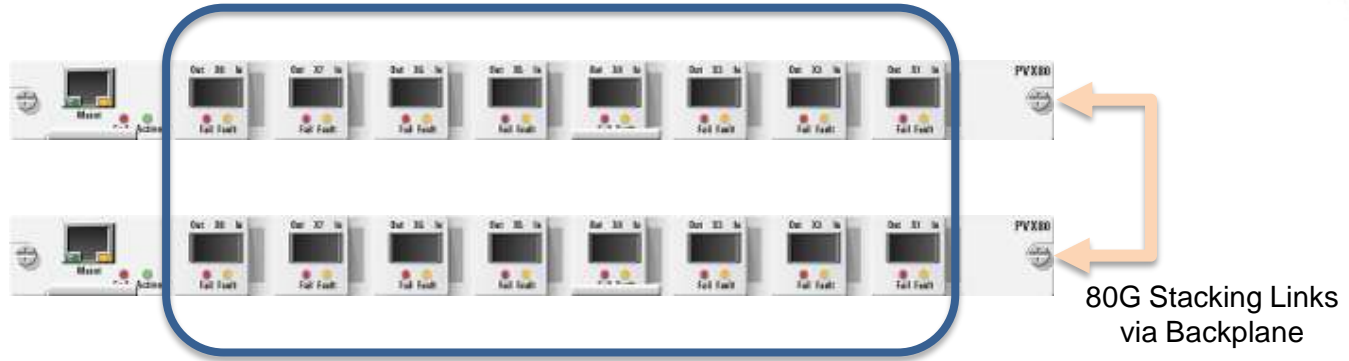 Out X8 In Out X7 In Out X6 In Out X5 In Out X4 In Out X3 In Out X2 In Out X1 In PVX80
Mgmt
Fail Active Fail Fault Fail Fault Fail Fault Fail Fault Fail Fault Fail Fault Fail Fault
Out X8 In Out X7 In Out X6 In Out X5 In Out X4 In Out X3 In Out X2 In Out X1 In PVX80
Mgmt
Fail Active Fail Fault Fail Fault Fail Fault Fail Fault Fail Fault Fail Fault Fail Fault
80G Stacking Links
via Backplane